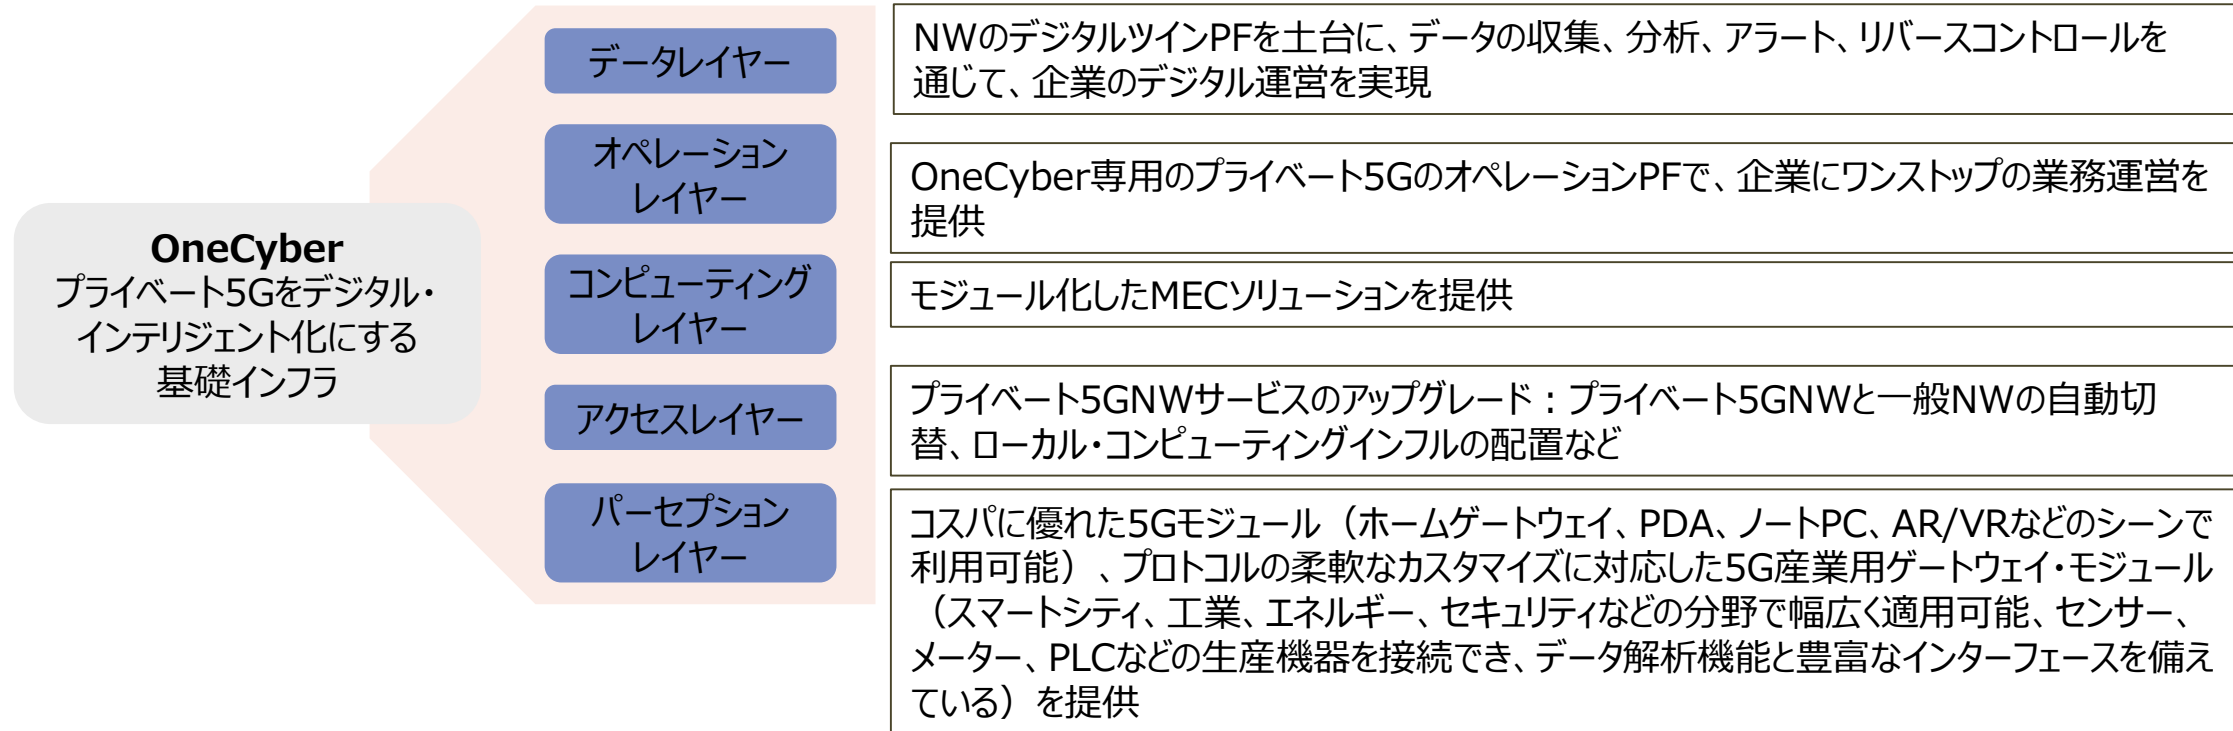 OneCyber
プライベート5Gをデジタル・
インテリジェント化にする
基礎インフラ
データレイヤー
NWのデジタルツインPFを土台に、データの収集、分析、アラート、リバースコントロールを
通じて、企業のデジタル運営を実現
オペレーション
レイヤー
OneCyber専用のプライベート5GのオペレーションPFで、企業にワンストップの業務運営を
提供
コンピューティング
レイヤー
モジュール化したMECソリューションを提供
アクセスレイヤー
プライベート5GNWサービスのアップグレード：プライベート5GNWと一般NWの自動切
替、ローカル・コンピューティングインフルの配置など
パーセプション
レイヤー
コスパに優れた5Gモジュール（ホームゲートウェイ、PDA、ノートPC、AR/VRなどのシーンで
利用可能）、プロトコルの柔軟なカスタマイズに対応した5G産業用ゲートウェイ・モジュール
（スマートシティ、工業、エネルギー、セキュリティなどの分野で幅広く適用可能、センサー、
メーター、PLCなどの生産機器を接続でき、データ解析機能と豊富なインターフェースを備え
ている）を提供